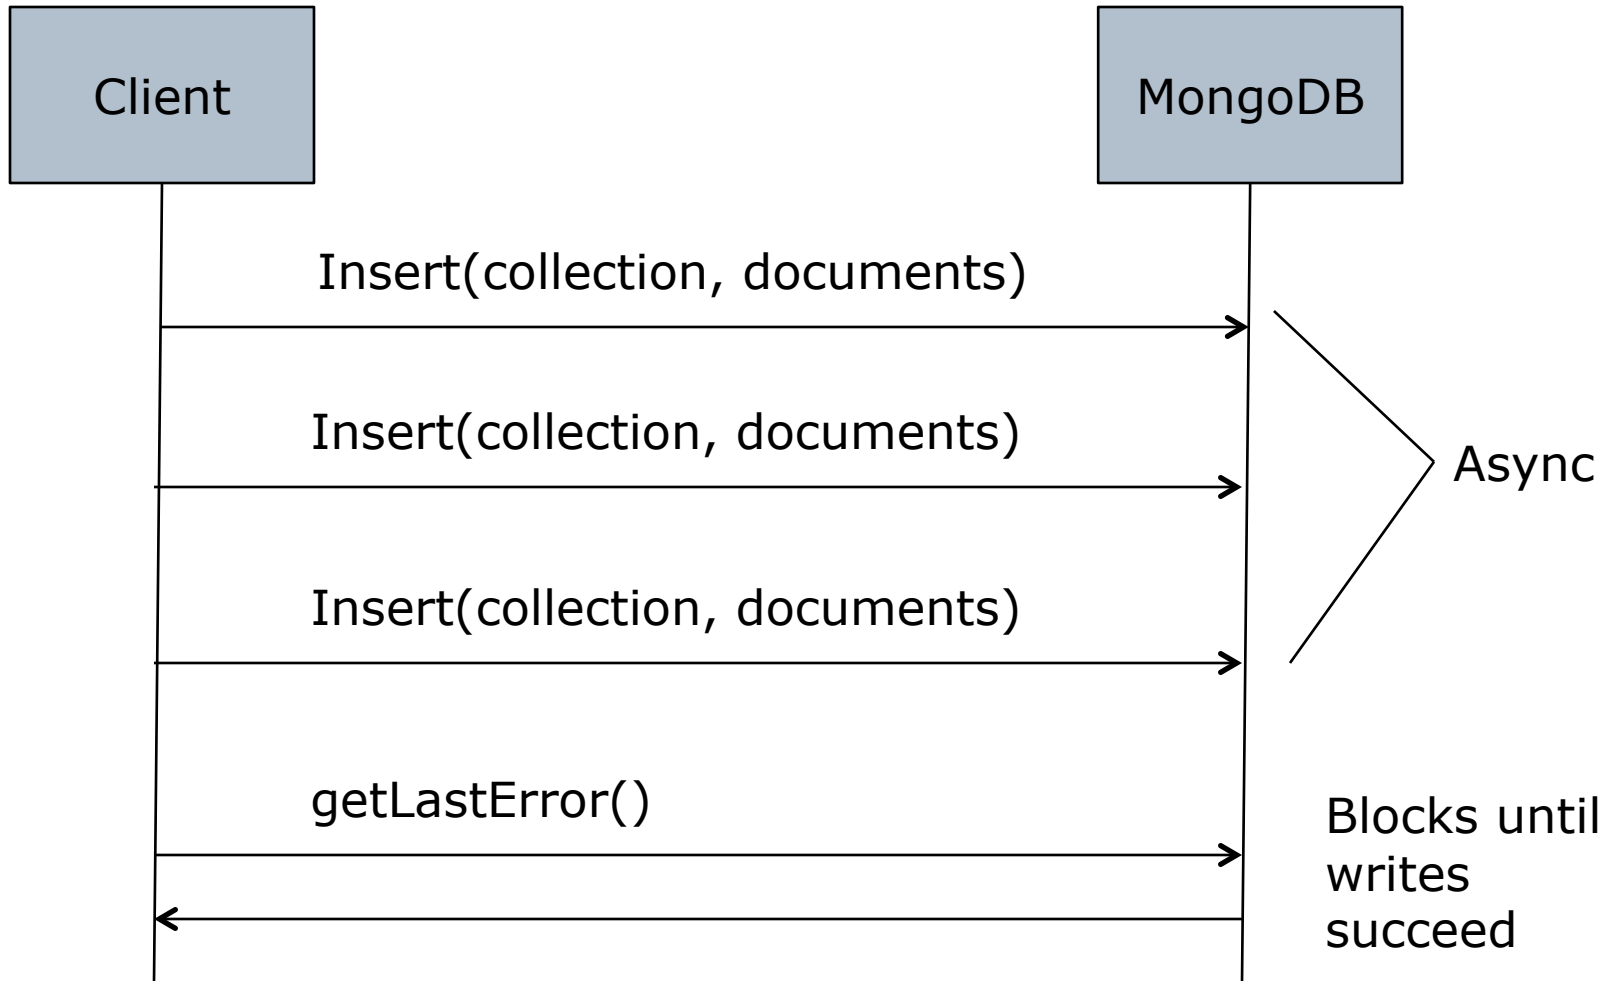 Client
MongoDB
Insert(collection, documents)
Insert(collection, documents)
Async
Insert(collection, documents)
getLastError()
Blocks until
writes
succeed